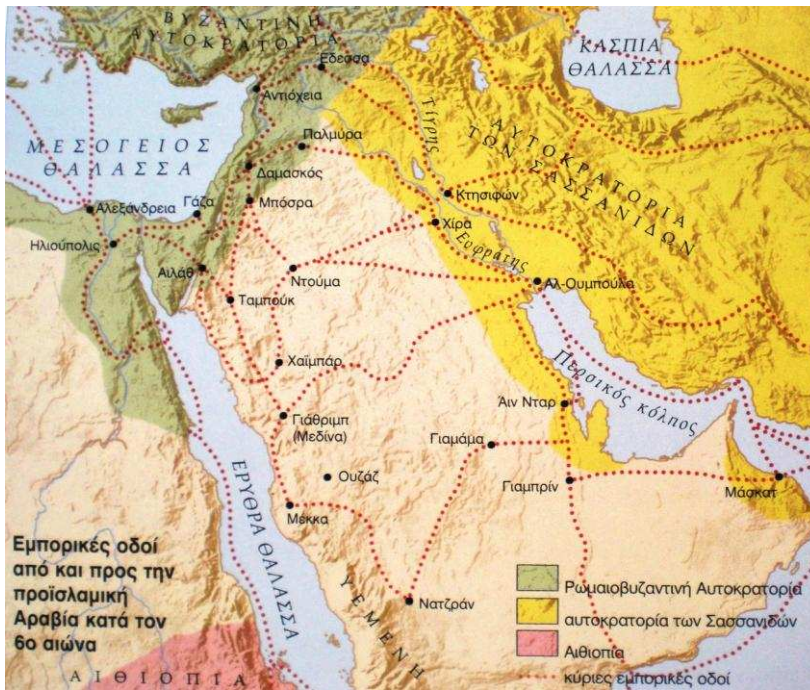 ΒΥΖΑΝΤΙΝΗ
ΑΥΤΟΚΡΑΤΟΡΙΑ
ΚΑΣΠΙΑ
ΘΑΛΑΣΣΑ
Έδεσσα
Αντιόχεια
Τίγρης
ΑΥΤΟΚΡΑΤΟΡΙΑ
ΤΩΝ ΣΑΣΣΑΝΙΔΩΝ
ΜΕΣΟΓΕΙΟΣ
ΘΑΛΑΣΣΑ
Παλμύρα
Δαμασκός
Κτησιφών
Μπόσρα
Γάζα
Αλεξάνδρεια
Χίρα
Ηλιούπολις
Ευφράτης
Αϊλάθ
Ντούμα
Αλ-Ουμπούλα
Ταμπούκ
Χαϊμπάρ
Περσικός κόλπος
Άιν Νταρ
Γιάθριμπ
(Μεδίνα)
Γιαμάμα
Ουζάζ
Γιαμπρίν
Μάσκατ
Μέκκα
ΕΡΥΘΡΑ ΘΑΛΑΣΣΑ
Νατζράν
ΥΕΜΕΝΗ
ΑΙΘΙΟΠΙΑ
Εμπορικές οδοί
από και προς την
προϊσλαμική
Αραβία κατά τον
6ο αιώνα
Ρωμαιοβυζαντινή Αυτοκρατορία
αυτοκρατορία των Σασσανιδών
Αιθιοπία
κύριες εμπορικές οδοί